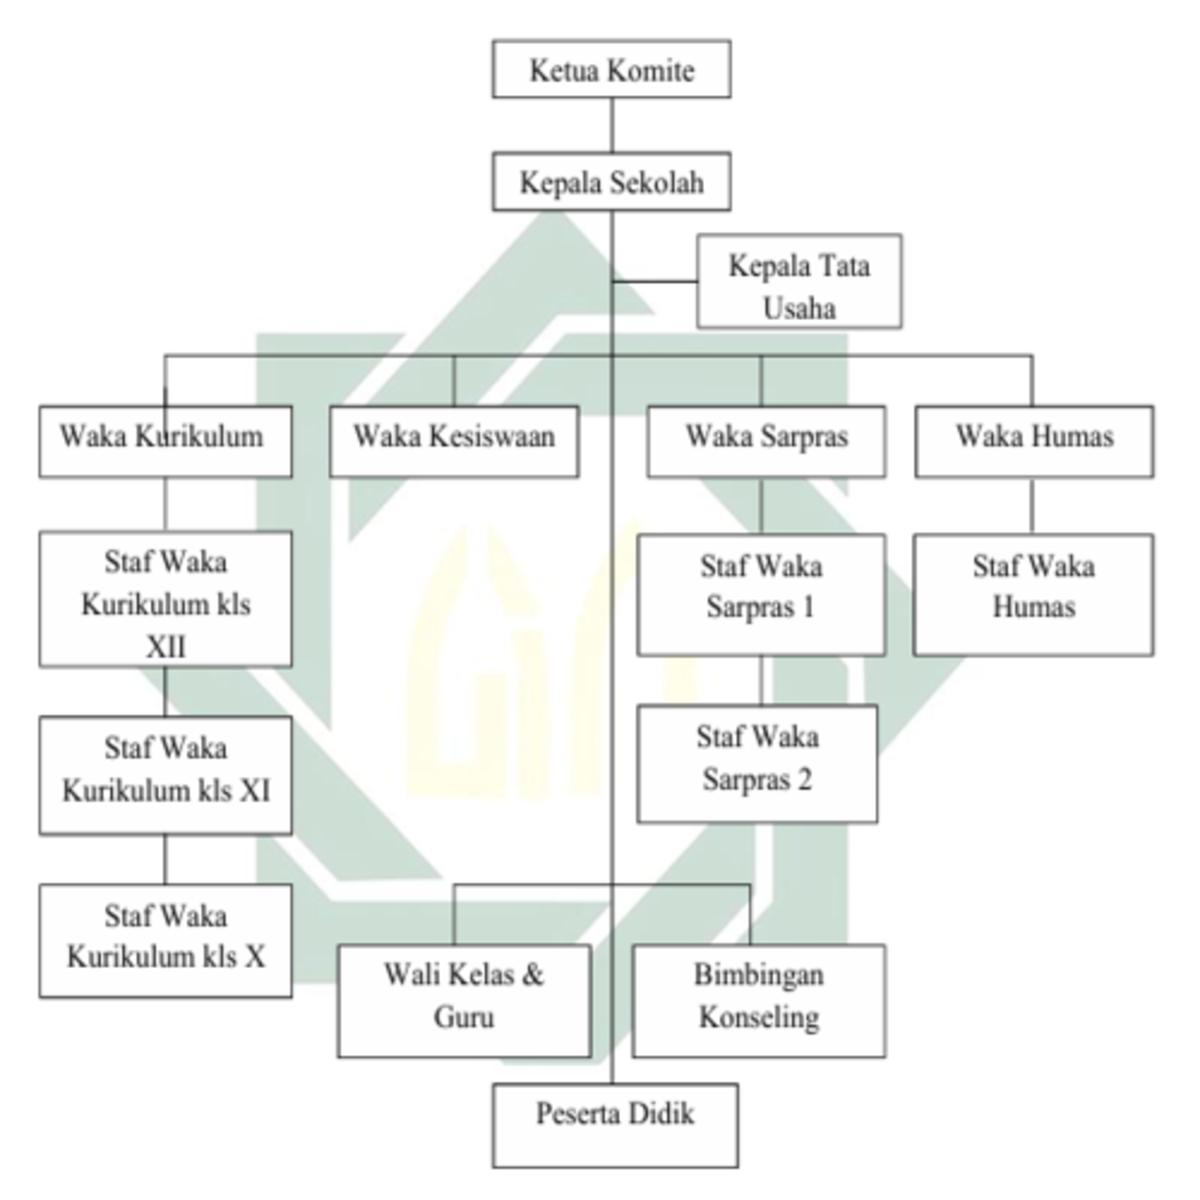 Ketua Komite
Kepala Sekolah
Kepala Tata
Usaha
Waka Kurikulum
Waka Kesiswaan
Waka Sarpras
Waka Humas
Staf Waka
Kurikulum kls
XII
Staf Waka
Sarpras 1
Staf Waka
Humas
Staf Waka
Kurikulum kls XI
Staf Waka
Sarpras 2
Staf Waka
Kurikulum kls X
Wali Kelas &
Guru
Bimbingan
Konseling
Peserta Didik